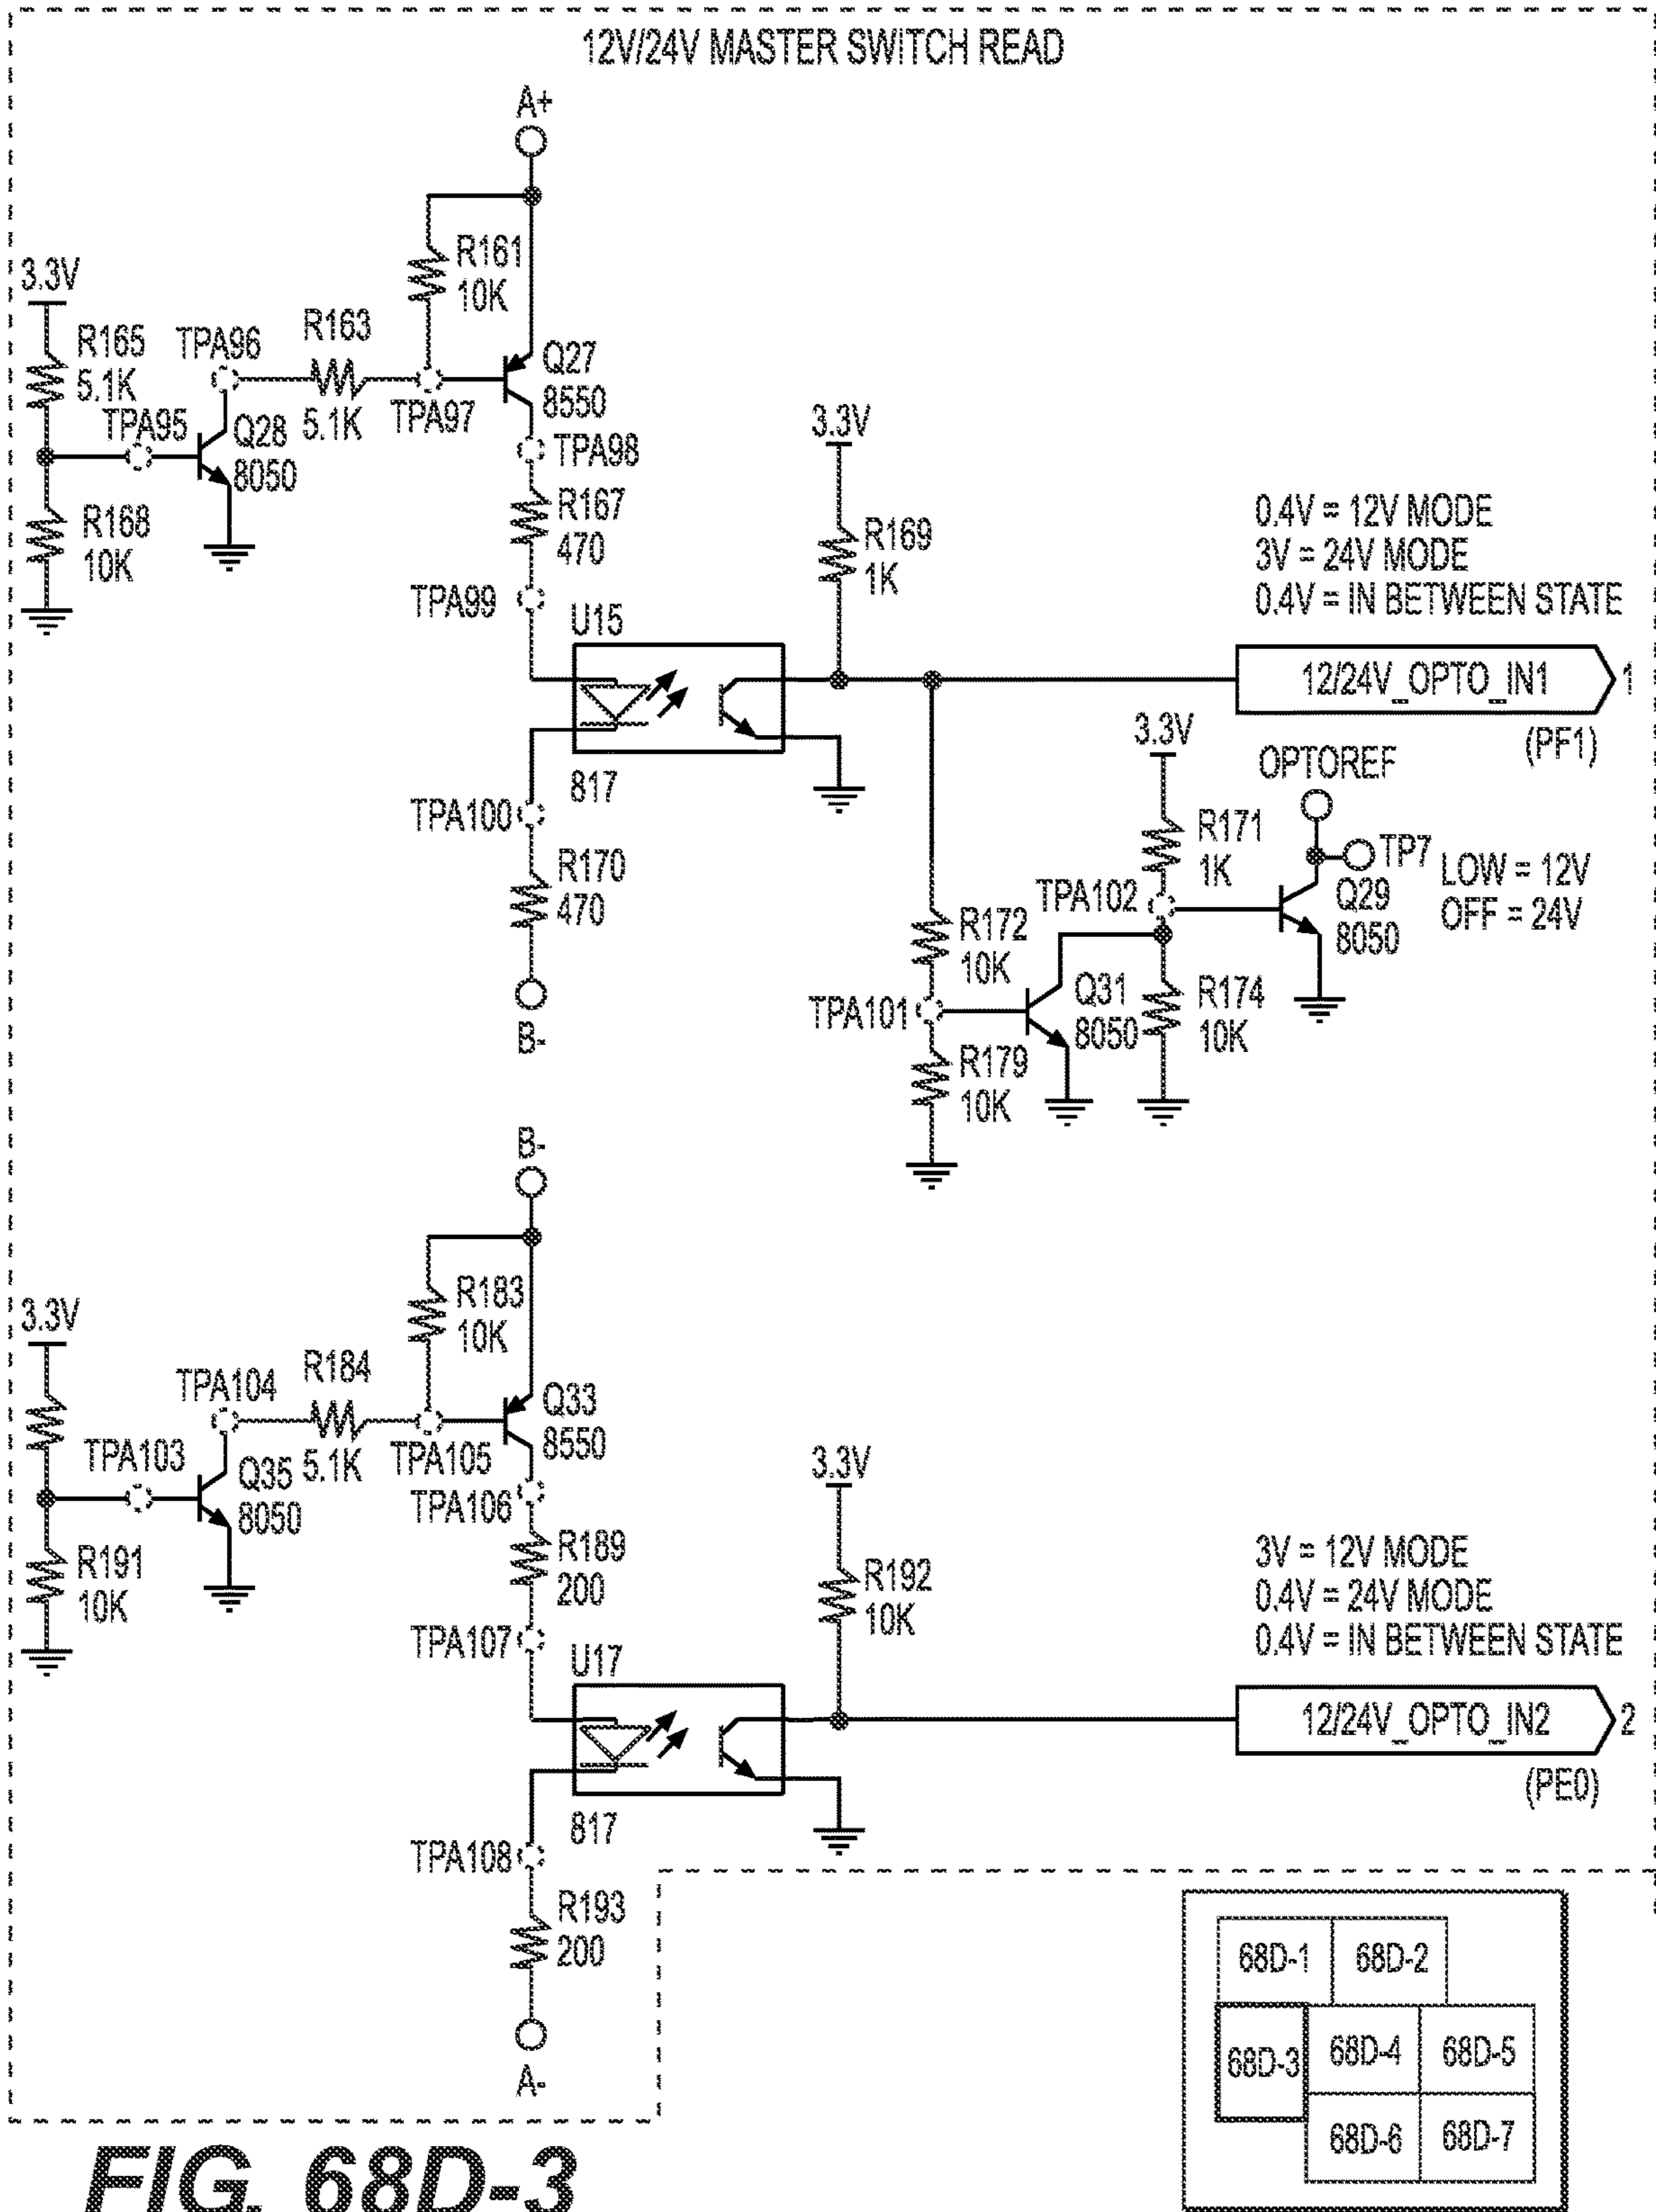 12V/24V MASTER SWITCH READ
A+
R161
10K
3.3V
R165
5.1K
TPA96
R163
5.1K
TPA97
Q27
8550
TPA95
Q28
8050
R168
10K
TPA98
R167
470
TPA99
3.3V
R169
1K
0.4V = 12V MODE
3V = 24V MODE
0.4V = IN BETWEEN STATE
U15
817
12/24V_OPTO_IN1
1
(PF1)
TPA100
R170
470
B-
3.3V
OPTOREF
R171
1K
TP7
TPA102
Q29
8050
LOW = 12V
OFF = 24V
R172
10K
TPA101
Q31
8050
R174
10K
R179
10K
B-
R183
10K
3.3V
TPA104
R184
5.1K
TPA105
Q33
8550
TPA103
Q35
8050
R191
10K
TPA106
R189
200
TPA107
3.3V
R192
10K
3V = 12V MODE
0.4V = 24V MODE
0.4V = IN BETWEEN STATE
U17
817
12/24V_OPTO_IN2
2
(PE0)
TPA108
R193
200
A-
68D-1
68D-2
68D-3
68D-4
68D-5
68D-6
68D-7
FIG. 68D-3